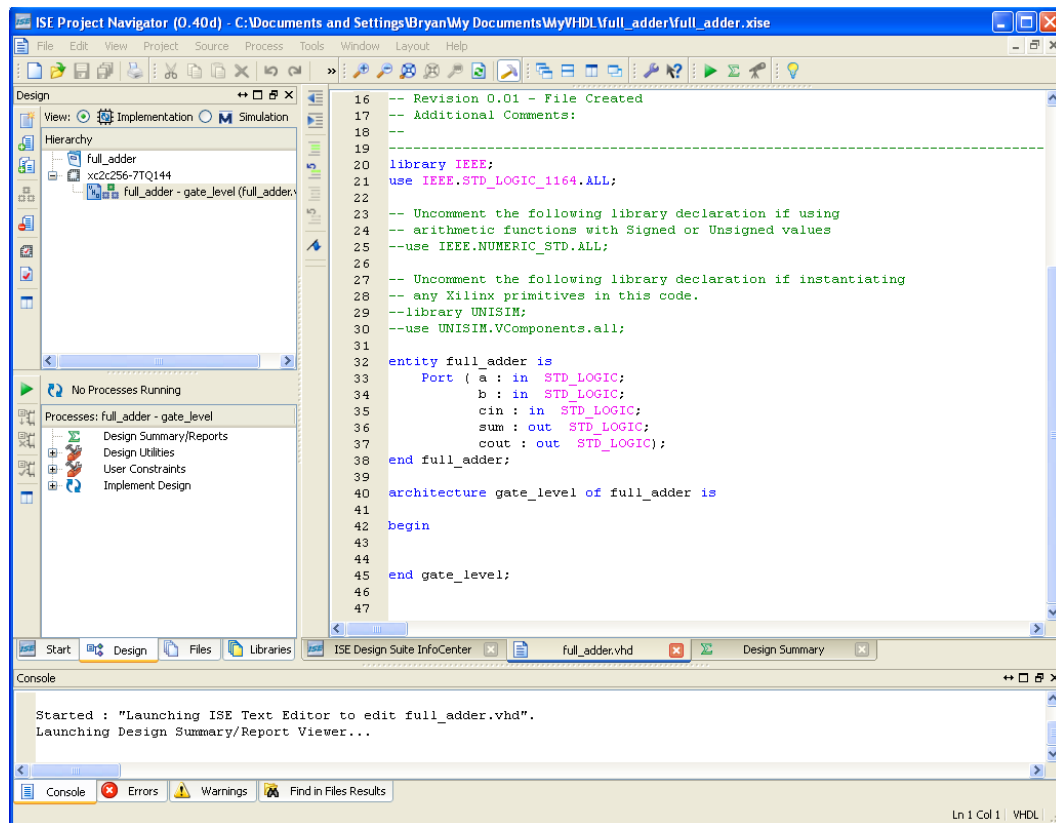 ISE Project Navigator (O.40d) - C:\Documents and Settings\Bryan\My Documents\MyVHDL\full_adder\full_adder.xise
File Edit View Project Source Process Tools Window Layout Help
Design
View: Implementation Simulation
Hierarchy
full_adder
xc2c256-7TQ144
full_adder - gate_level (full_adder.v
No Processes Running
Processes: full_adder - gate_level
Design Summary/Reports
Design Utilities
User Constraints
Implement Design
Start Design Files Libraries
16 -- Revision 0.01 - File Created
17 -- Additional Comments:
18 --
19 ----------------------------------------------------------------------------------
20 library IEEE;
21 use IEEE.STD_LOGIC_1164.ALL;
22
23 -- Uncomment the following library declaration if using
24 -- arithmetic functions with Signed or Unsigned values
25 --use IEEE.NUMERIC_STD.ALL;
26
27 -- Uncomment the following library declaration if instantiating
28 -- any Xilinx primitives in this code.
29 --library UNISIM;
30 --use UNISIM.VComponents.all;
31
32 entity full_adder is
33 Port ( a : in STD_LOGIC;
34 b : in STD_LOGIC;
35 cin : in STD_LOGIC;
36 sum : out STD_LOGIC;
37 cout : out STD_LOGIC);
38 end full_adder;
39
40 architecture gate_level of full_adder is
41
42 begin
43
44
45 end gate_level;
46
47
ISE Design Suite InfoCenter full_adder.vhd Design Summary
Console
Started : "Launching ISE Text Editor to edit full_adder.vhd".
Launching Design Summary/Report Viewer...
Console Errors Warnings Find in Files Results
Ln 1 Col 1 VHDL